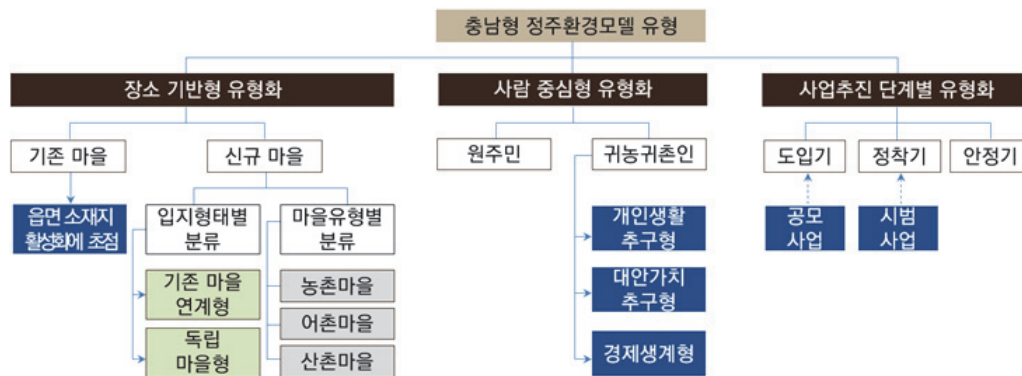 충남형 정주환경모델 유형
장소 기반형 유형화
사람 중심형 유형화
사업추진 단계별 유형화
기존 마을
신규 마을
원주민
귀농귀촌인
도입기
정착기
안정기
읍면 소재지
활성화에 초점
입지형태별
분류
마을유형별
분류
개인생활
추구형
공모
사업
시범
사업
기존 마을
연계형
농촌마을
대안가치
추구형
어촌마을
독립
마을형
산촌마을
경제생계형